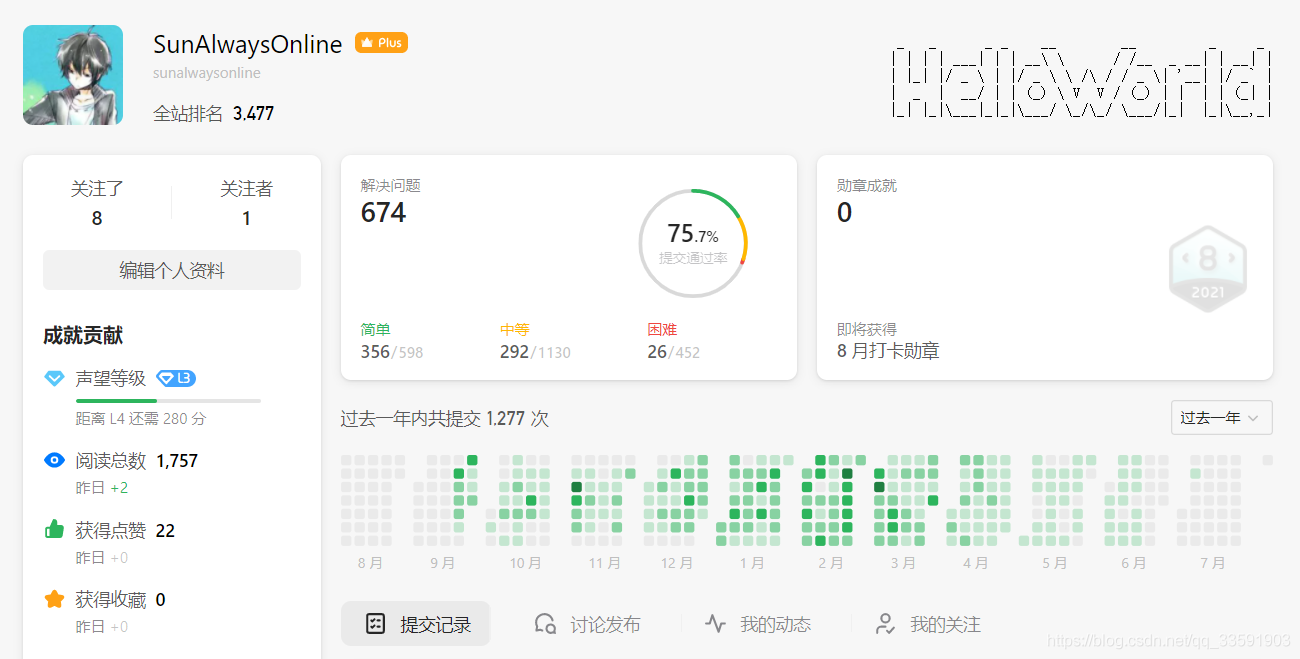 SunAlwaysOnline Plus
sunalwaysonline
全站排名 3,477
HelloWorld
关注了 关注者
8 1
编辑个人资料
成就贡献
声望等级 L3
距离 L4 还需 280 分
阅读总数 1,757
昨日 +2
获得点赞 22
昨日 +0
获得收藏 0
昨日 +0
解决问题
674
75.7%
提交通过率
简单 中等 困难
356/598 292/1130 26/452
勋章成就
0
8
2021
即将获得
8 月打卡勋章
过去一年内共提交 1,277 次
过去一年
8 月 9 月 10 月 11 月 12 月 1 月 2 月 3 月 4 月 5 月 6 月 7 月
提交记录 讨论发布 我的动态 我的关注
https://blog.csdn.net/qq_33591903